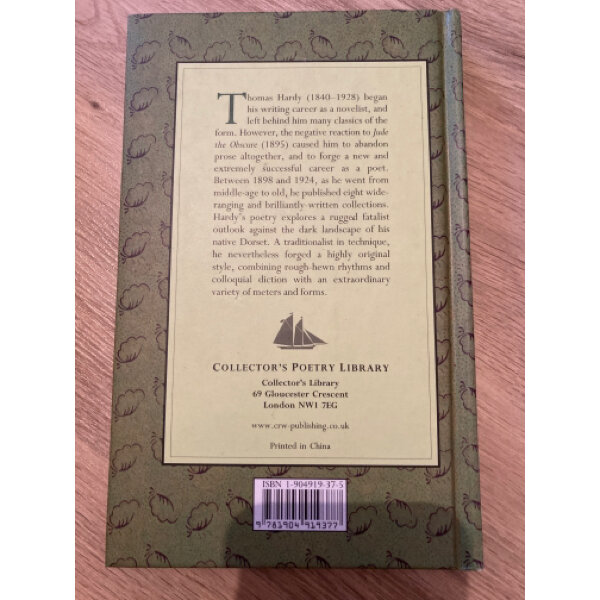 Thomas Hardy (1840–1928) began
his writing career as a novelist, and
left behind him many classics of the
form. However, the negative reaction to Jude
the Obscure (1895) caused him to abandon
prose altogether, and to forge a new and
extremely successful career as a poet.
Between 1898 and 1924, as he went from
middle-age to old, he published eight wide-
ranging and brilliantly-written collections.
Hardy's poetry explores a rugged fatalist
outlook against the dark landscape of his
native Dorset. A traditionalist in technique,
he nevertheless forged a highly original
style, combining rough-hewn rhythms and
colloquial diction with an extraordinary
variety of meters and forms.
COLLECTOR'S POETRY LIBRARY
Collector's Library
69 Gloucester Crescent
London NW1 7EG
www.crw-publishing.co.uk
Printed in China
ISBN 1-904919-37-5
9 781904 919377